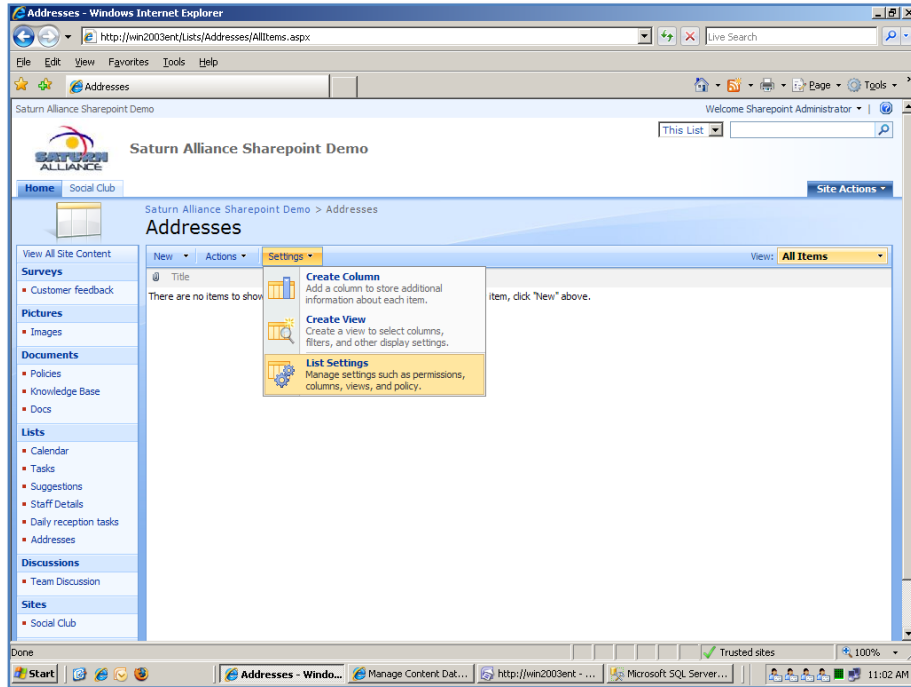 Addresses - Windows Internet Explorer
http://win2003ent/Lists/Addresses/AllItems.aspx
Live Search
File Edit View Favorites Tools Help
Addresses
Page Tools
Saturn Alliance Sharepoint Demo
Welcome Sharepoint Administrator
This List
SATURN
ALLIANCE
Saturn Alliance Sharepoint Demo
Home Social Club
Site Actions
Saturn Alliance Sharepoint Demo > Addresses
Addresses
View All Site Content
New Actions Settings
View: All Items
Surveys
Customer feedback
Pictures
Images
Documents
Policies
Knowledge Base
Docs
Lists
Calendar
Tasks
Suggestions
Staff Details
Daily reception tasks
Addresses
Discussions
Team Discussion
Sites
Social Club
Title
There are no items to show
item, click "New" above.
Create Column
Add a column to store additional
information about each item.
Create View
Create a view to select columns,
filters, and other display settings.
List Settings
Manage settings such as permissions,
columns, views, and policy.
Done
Trusted sites
100%
Start
Addresses - Windo...
Manage Content Dat...
http://win2003ent - ...
Microsoft SQL Server...
11:02 AM